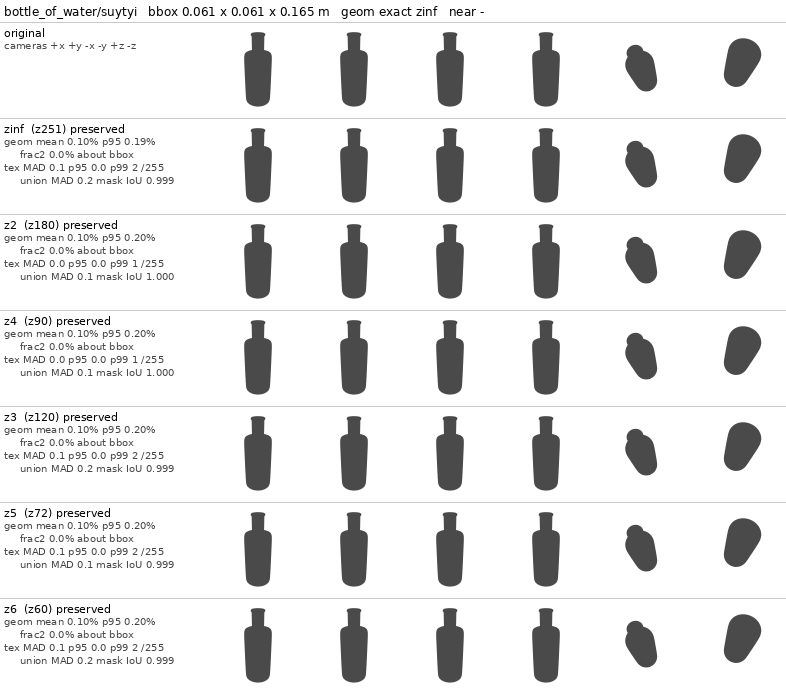 bottle_of_water/suytyi bbox 0.061 x 0.061 x 0.165 m geom exact zinf near -
original
cameras +x +y -x -y +z -z
zinf (z251) preserved
geom mean 0.10% p95 0.19%
frac2 0.0% about bbox
tex MAD 0.1 p95 0.0 p99 2 /255
union MAD 0.2 mask IoU 0.999
z2 (z180) preserved
geom mean 0.10% p95 0.20%
frac2 0.0% about bbox
tex MAD 0.0 p95 0.0 p99 1 /255
union MAD 0.1 mask IoU 1.000
z4 (z90) preserved
geom mean 0.10% p95 0.20%
frac2 0.0% about bbox
tex MAD 0.0 p95 0.0 p99 1 /255
union MAD 0.1 mask IoU 1.000
z3 (z120) preserved
geom mean 0.10% p95 0.20%
frac2 0.0% about bbox
tex MAD 0.1 p95 0.0 p99 2 /255
union MAD 0.2 mask IoU 0.999
z5 (z72) preserved
geom mean 0.10% p95 0.20%
frac2 0.0% about bbox
tex MAD 0.1 p95 0.0 p99 2 /255
union MAD 0.1 mask IoU 0.999
z6 (z60) preserved
geom mean 0.10% p95 0.20%
frac2 0.0% about bbox
tex MAD 0.1 p95 0.0 p99 2 /255
union MAD 0.2 mask IoU 0.999